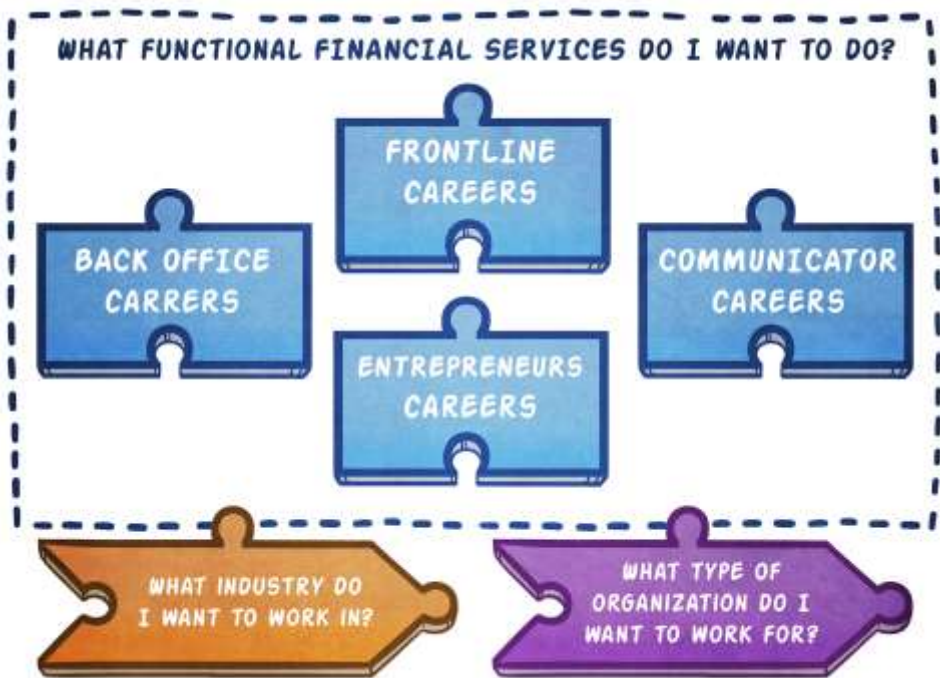 WHAT FUNCTIONAL FINANCIAL SERVICES DO I WANT TO DO?
FRONTLINE
CAREERS
BACK OFFICE
CARRERS
COMMUNICATOR
CAREERS
ENTREPRENEURS
CAREERS
WHAT INDUSTRY DO
I WANT TO WORK IN?
WHAT TYPE OF
ORGANIZATION DO I
WANT TO WORK FOR?